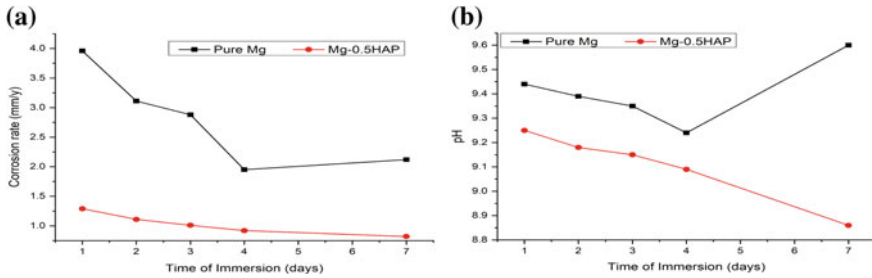 (a)
Pure Mg
Mg-0.5HAP
Corrosion rate (mm/y)
4.0
3.5
3.0
2.5
2.0
1.5
1.0
1 2 3 4 5 6 7
Time of Immersion (days)
(b)
Pure Mg
Mg-0.5HAP
pH
9.6
9.5
9.4
9.3
9.2
9.1
9.0
8.9
8.8
1 2 3 4 5 6 7
Time of Immersion (days)